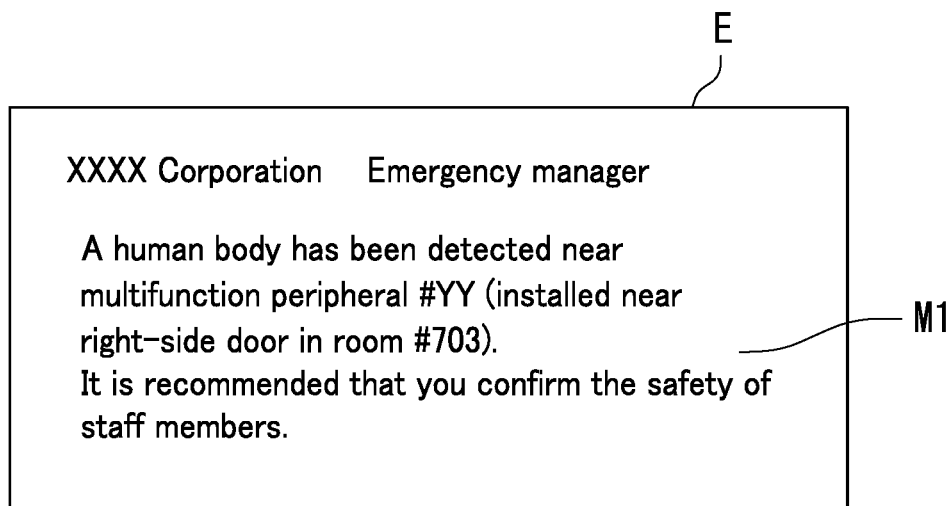 E
XXXX Corporation Emergency manager
A human body has been detected near
multifunction peripheral #YY (installed near
right-side door in room #703).
M1
It is recommended that you confirm the safety of
staff members.